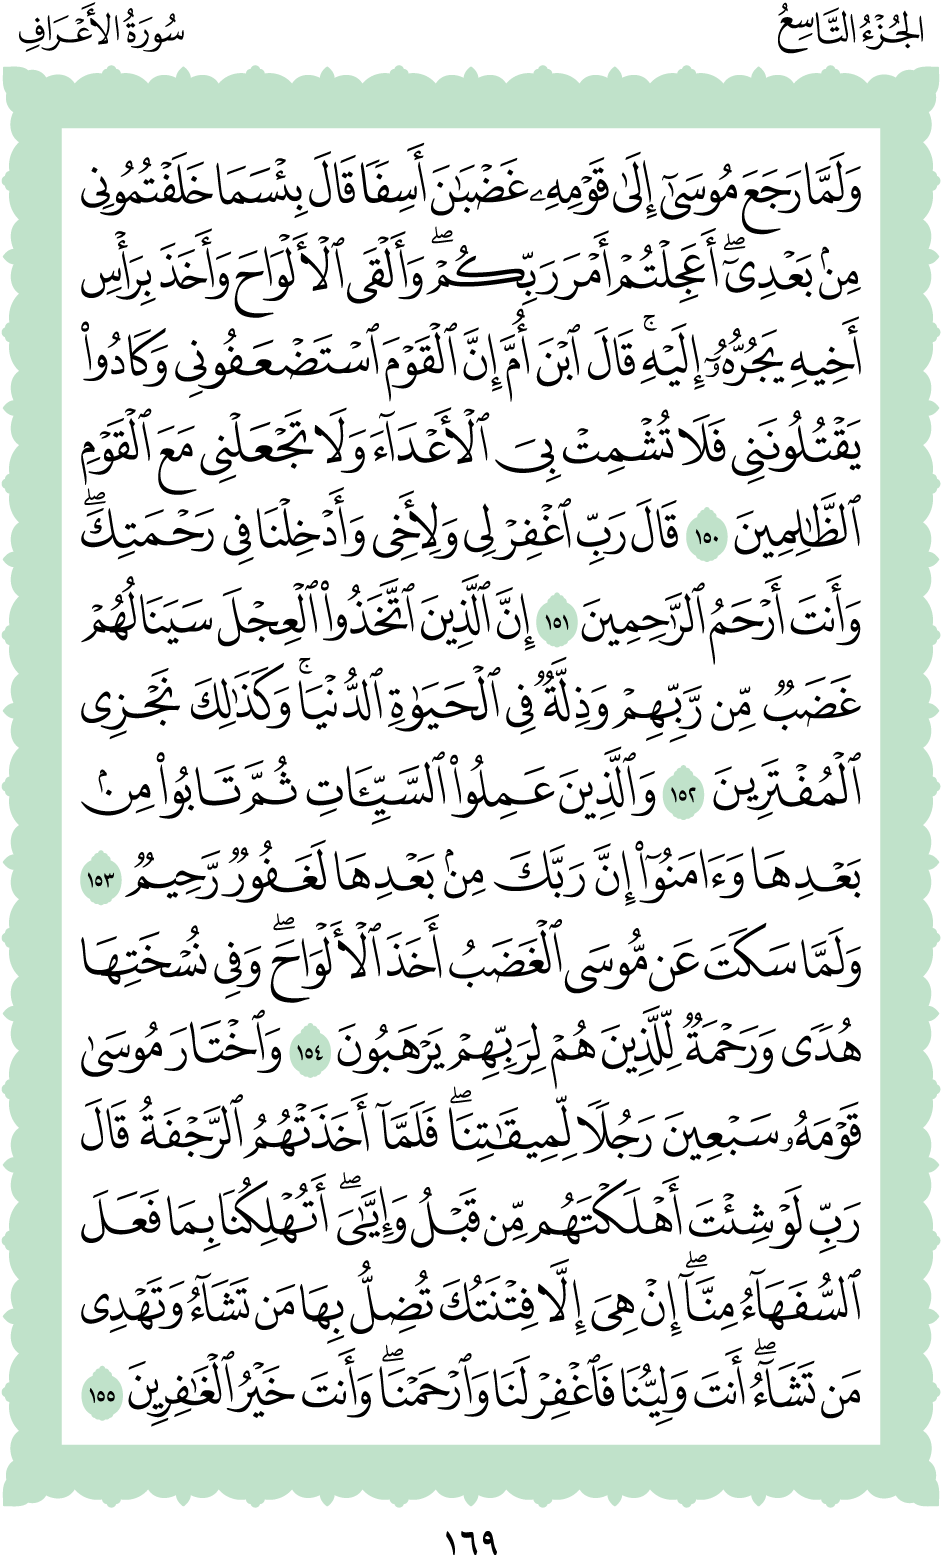 الجُزْءُ التَّاسِعُ
سُورَةُ الأَعْرَافِ
وَلَمَّا رَجَعَ مُوسَىٰٓ إِلَىٰ قَوْمِهِۦ غَضْبَٰنَ أَسِفٗا قَالَ بِئۡسَمَا خَلَفۡتُمُونِي
مِنۢ بَعۡدِيٓۖ أَعَجِلۡتُمۡ أَمۡرَ رَبِّكُمۡۖ وَأَلۡقَى ٱلۡأَلۡوَاحَ وَأَخَذَ بِرَأۡسِ
أَخِيهِ يَجُرُّهُۥٓ إِلَيۡهِۚ قَالَ ٱبۡنَ أُمَّ إِنَّ ٱلۡقَوۡمَ ٱسۡتَضۡعَفُونِي وَكَادُواْ
يَقۡتُلُونَنِي فَلَا تُشۡمِتۡ بِيَ ٱلۡأَعۡدَآءَ وَلَا تَجۡعَلۡنِي مَعَ ٱلۡقَوۡمِ
ٱلظَّٰلِمِينَ ١٥٠ قَالَ رَبِّ ٱغۡفِرۡ لِي وَلِأَخِي وَأَدۡخِلۡنَا فِي رَحۡمَتِكَۖ
وَأَنتَ أَرۡحَمُ ٱلرَّٰحِمِينَ ١٥١ إِنَّ ٱلَّذِينَ ٱتَّخَذُواْ ٱلۡعِجۡلَ سَيَنَالُهُمۡ
غَضَبٞ مِّن رَّبِّهِمۡ وَذِلَّةٞ فِي ٱلۡحَيَوٰةِ ٱلدُّنۡيَاۚ وَكَذَٰلِكَ نَجۡزِي
ٱلۡمُفۡتَرِينَ ١٥٢ وَٱلَّذِينَ عَمِلُواْ ٱلسَّيِّـَٔاتِ ثُمَّ تَابُواْ مِنۢ
بَعۡدِهَا وَءَامَنُوٓاْ إِنَّ رَبَّكَ مِنۢ بَعۡدِهَا لَغَفُورٞ رَّحِيمٞ ١٥٣
وَلَمَّا سَكَتَ عَن مُّوسَى ٱلۡغَضَبُ أَخَذَ ٱلۡأَلۡوَاحَۖ وَفِي نُسۡخَتِهَا
هُدٗى وَرَحۡمَةٞ لِّلَّذِينَ هُمۡ لِرَبِّهِمۡ يَرۡهَبُونَ ١٥٤ وَٱخۡتَارَ مُوسَىٰ
قَوۡمَهُۥ سَبۡعِينَ رَجُلٗا لِّمِيقَٰتِنَاۖ فَلَمَّآ أَخَذَتۡهُمُ ٱلرَّجۡفَةُ قَالَ
رَبِّ لَوۡ شِئۡتَ أَهۡلَكۡتَهُم مِّن قَبۡلُ وَإِيَّٰيَۖ أَتُهۡلِكُنَا بِمَا فَعَلَ
ٱلسُّفَهَآءُ مِنَّآۖ إِنۡ هِيَ إِلَّا فِتۡنَتُكَ تُضِلُّ بِهَا مَن تَشَآءُ وَتَهۡدِي
مَن تَشَآءُۖ أَنتَ وَلِيُّنَا فَٱغۡفِرۡ لَنَا وَٱرۡحَمۡنَاۖ وَأَنتَ خَيۡرُ ٱلۡغَٰفِرِينَ ١٥٥
١٦٩